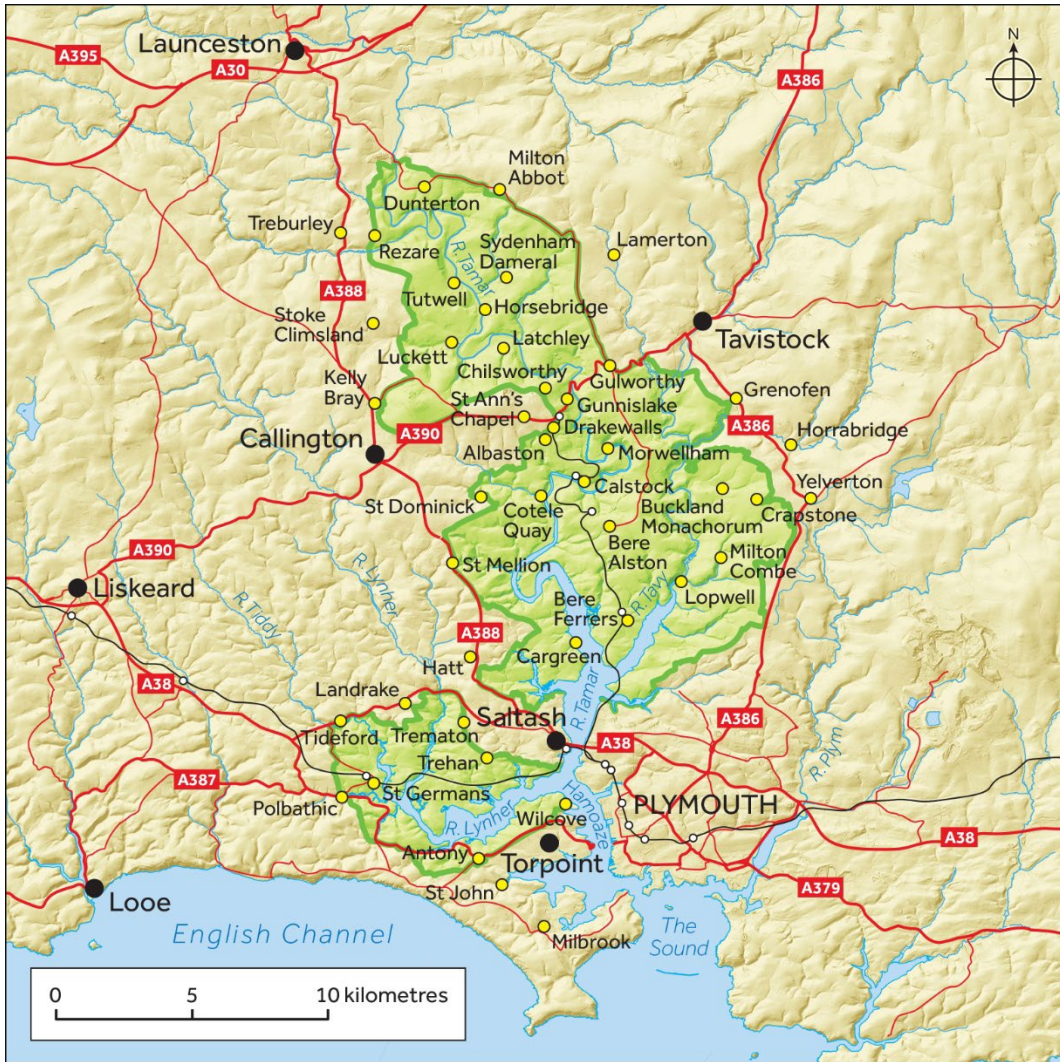 Launceston
A395
A30
A386
N
Milton
Abbot
Dunterton
Treburley
Rezare
R.Tamar
Sydenham
Dameral
Lamerton
A388
Tutwell
Horsebridge
Stoke
Climsland
Tavistock
Luckett
Latchley
Chilsworthy
Kelly
Bray
Gulworthy
Grenofen
St Ann's
Chapel
Gunnislake
A386
Callington
A390
Drakewalls
Horrabridge
Albaston
Morwellham
Calstock
Yelverton
St Dominick
Cotele
Quay
Buckland
Monachorum
Crapstone
A390
Bere
Alston
Milton
Combe
R. Lynher
St Mellion
Liskeard
R.Tiddy
R.Tavy
Lopwell
Bere
Ferrers
A388
Hatt
Cargreen
A38
Landrake
R.Tamar
Saltash
A386
Tideford
Trematon
A38
R. Plym
Trehan
A387
St Germans
PLYMOUTH
Polbathic
R. Lynher
Wilcove
Hamoaze
A38
Antony
Torpoint
St John
A379
Looe
English Channel
Milbrook
The
Sound
0 5 10 kilometres